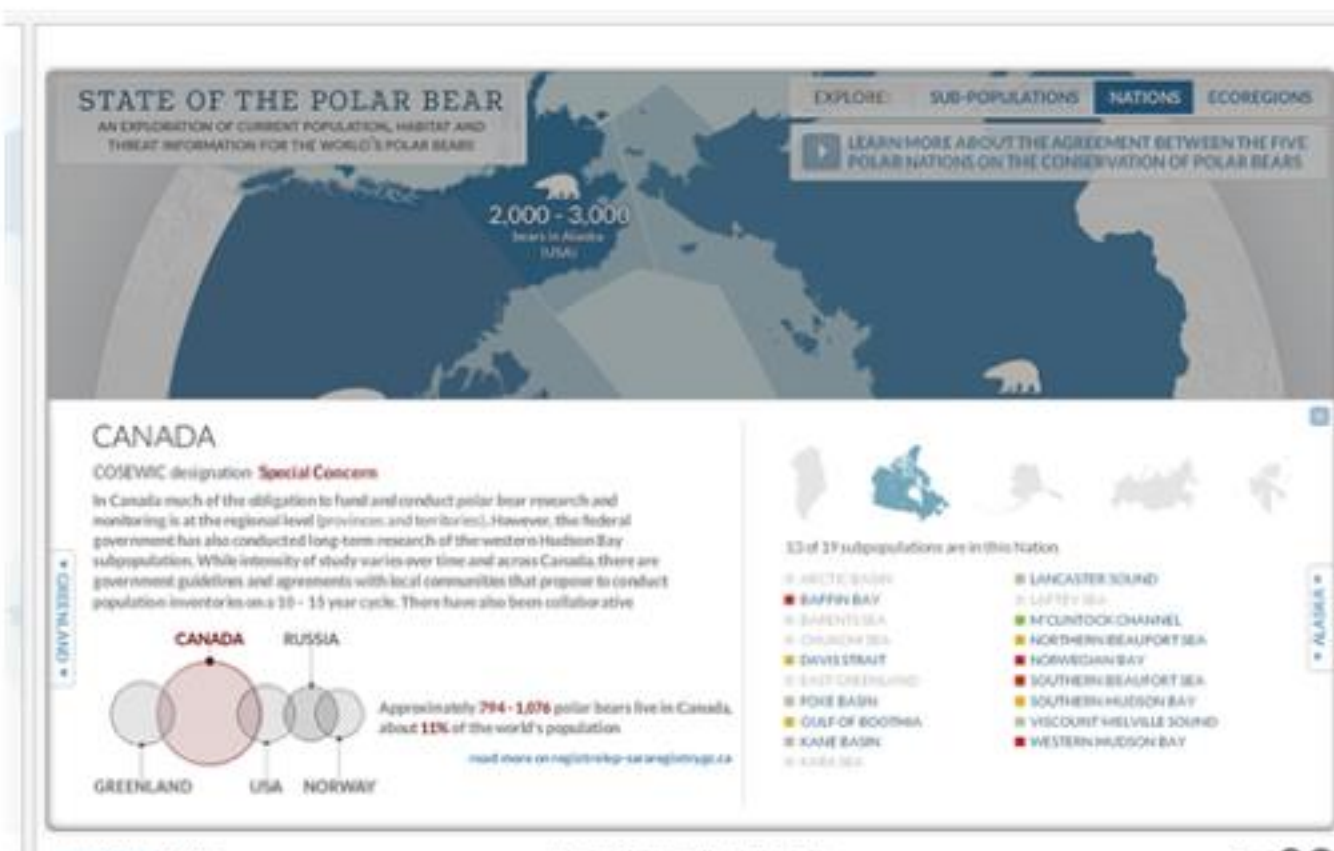 STATE OF THE POLAR BEAR
AN EXPLORATION OF CURRENT POPULATION, HABITAT AND
THREAT INFORMATION FOR THE WORLD'S POLAR BEARS
EXPLORE: SUB-POPULATIONS NATIONS ECOREGIONS
LEARN MORE ABOUT THE AGREEMENT BETWEEN THE FIVE
POLAR NATIONS ON THE CONSERVATION OF POLAR BEARS
2,000 - 3,000
bears in Alaska
(USA)
CANADA
COSEWIC designation Special Concern
In Canada much of the obligation to fund and conduct polar bear research and
monitoring is at the regional level (provinces and territories). However, the federal
government has also conducted long-term research of the western Hudson Bay
subpopulation. While intensity of study varies over time and across Canada, there are
government guidelines and agreements with local communities that propose to conduct
population inventories on a 10 - 15 year cycle. There have also been collaborative
GREENLAND
CANADA RUSSIA
GREENLAND USA NORWAY
Approximately 794 - 1,076 polar bears live in Canada,
about 11% of the world's population
read more on
13 of 19 subpopulations are in this Nation
ARCTIC BASIN
BAFFIN BAY
BARENTS SEA
CHUKCHI SEA
DAVIS STRAIT
EAST GREENLAND
FOXE BASIN
GULF OF BOOTHIA
KANE BASIN
KARA SEA
LANCASTER SOUND
LAPTEV SEA
M'CLINTOCK CHANNEL
NORTHERN BEAUFORT SEA
NORWEGIAN BAY
SOUTHERN BEAUFORT SEA
SOUTHERN HUDSON BAY
VISCOUNT MELVILLE SOUND
WESTERN HUDSON BAY
ALASKA